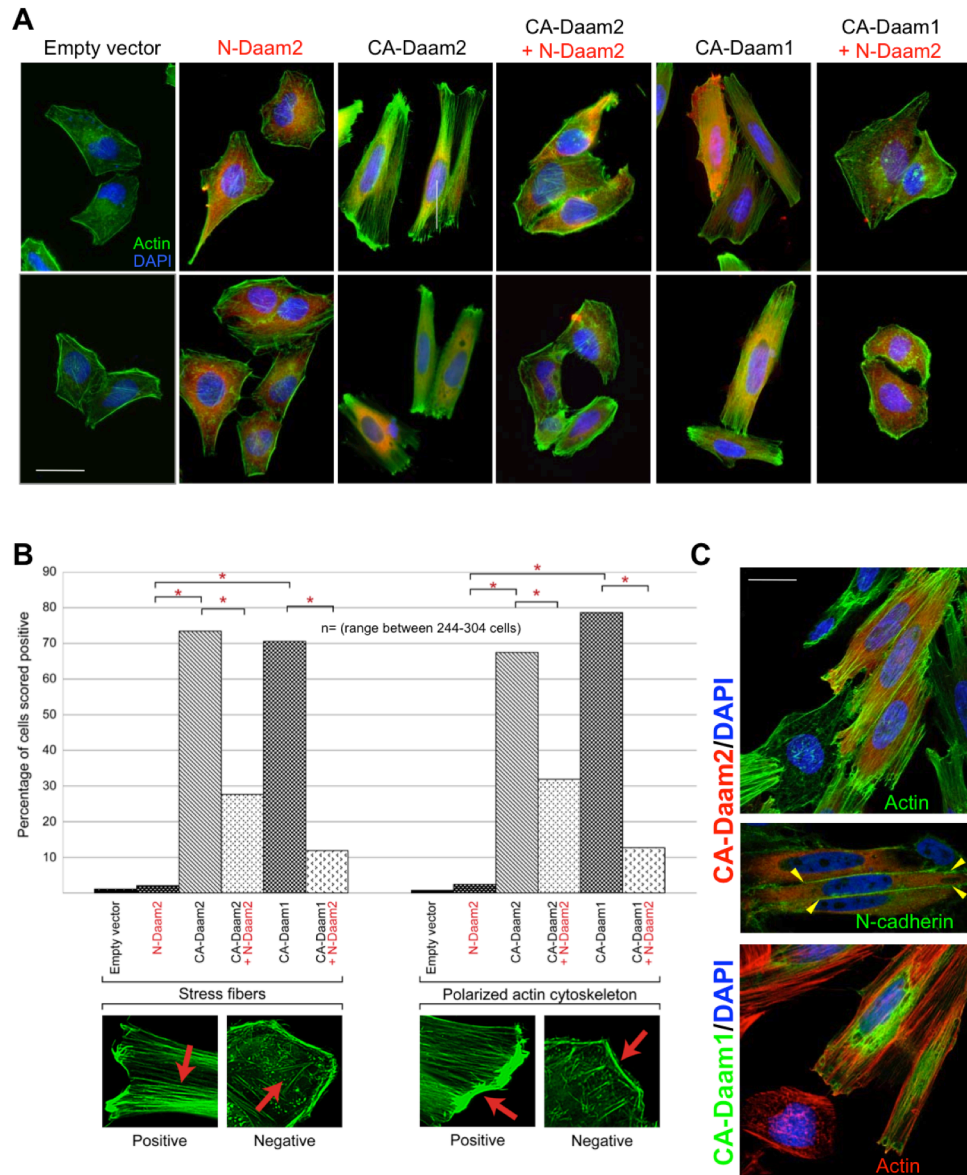 A
Empty vector
N-Daam2
CA-Daam2
CA-Daam2
+ N-Daam2
CA-Daam1
CA-Daam1
+ N-Daam2
Actin
DAPI
B
Percentage of cells scored positive
90
80
70
60
50
40
30
20
10
*
*
*
*
n= (range between 244-304 cells)
*
*
*
*
Empty vector
N-Daam2
CA-Daam2
CA-Daam2
+ N-Daam2
CA-Daam1
CA-Daam1
+ N-Daam2
Empty vector
N-Daam2
CA-Daam2
CA-Daam2
+ N-Daam2
CA-Daam1
CA-Daam1
+ N-Daam2
Stress fibers
Polarized actin cytoskeleton
Positive
Negative
Positive
Negative
C
CA-Daam2/DAPI
Actin
N-cadherin
CA-Daam1/DAPI
Actin